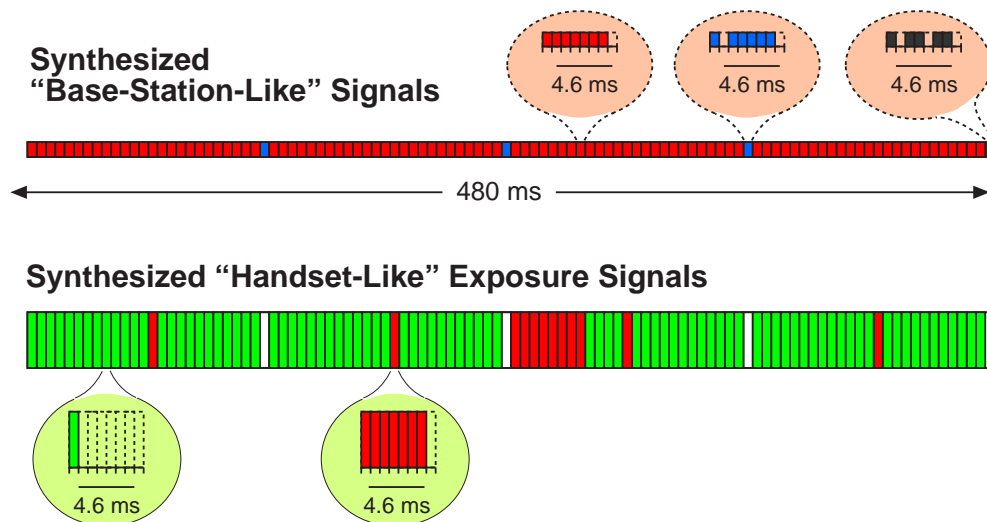 Synthesized
“Base-Station-Like” Signals
4.6 ms
4.6 ms
4.6 ms
480 ms
Synthesized “Handset-Like” Exposure Signals
4.6 ms
4.6 ms